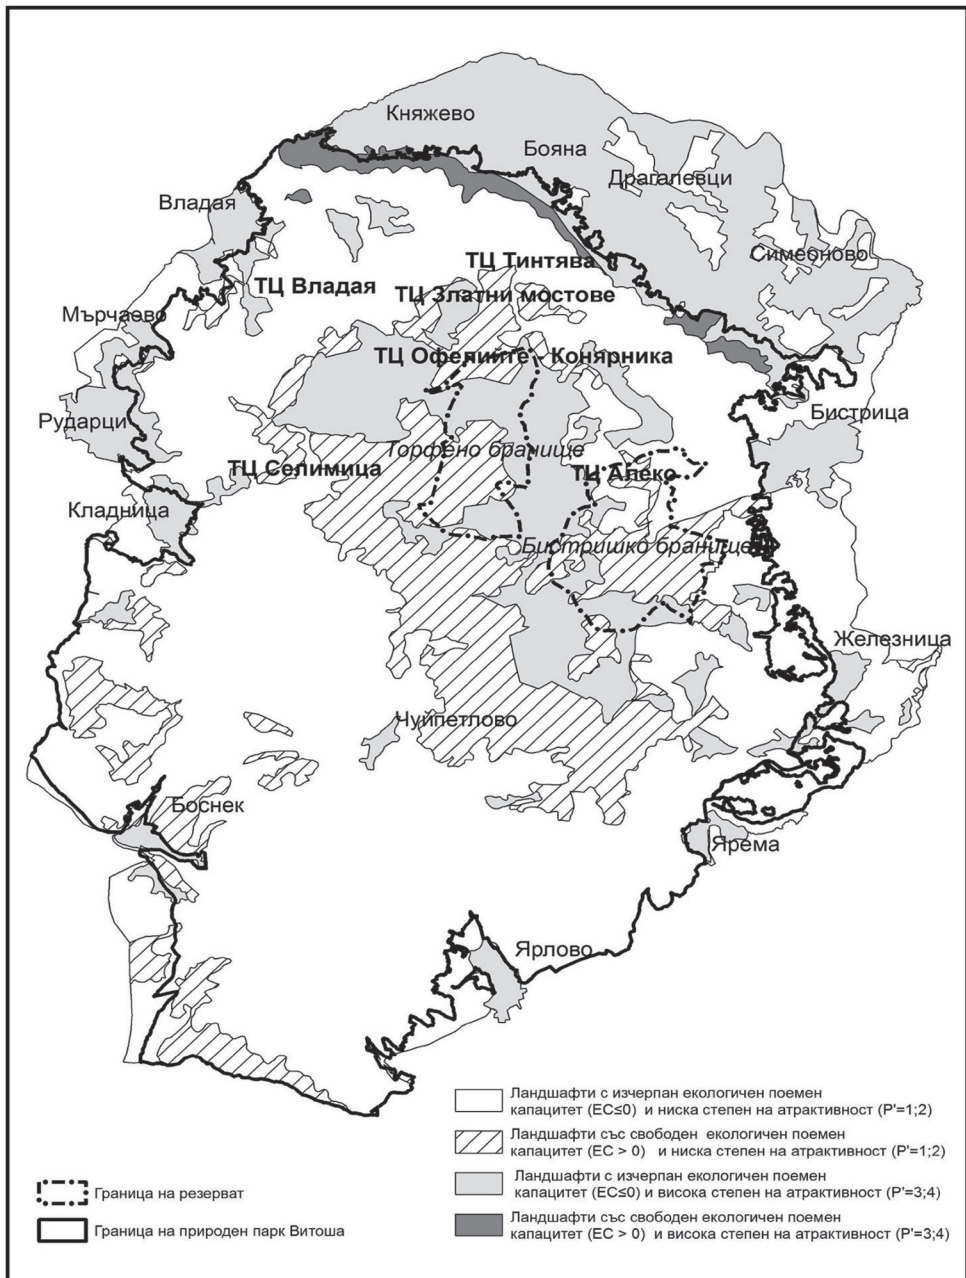 Княжево
Бояна
Драгалевци
Владая
Симеоново
ТЦ Тинтява
ТЦ Владая
ТЦ Златни мостове
Мърчаево
ТЦ Офелиите - Конярника
Рударци
Бистрица
Торфено бранище
ТЦ Селимица
ТЦ Алеко
Кладница
Бистришко бранище
Железница
Чуйпетлово
Боснек
Ярема
Ярлово
Ландшафти с изчерпан екологичен поемен
капацитет (EC≤0) и ниска степен на атрактивност (P'=1;2)
Ландшафти със свободен екологичен поемен
капацитет (EC > 0) и ниска степен на атрактивност (P'=1;2)
Ландшафти с изчерпан екологичен поемен
капацитет (EC≤0) и висока степен на атрактивност (P'=3;4)
Ландшафти със свободен екологичен поемен
капацитет (EC > 0) и висока степен на атрактивност (P'=3;4)
Граница на резерват
Граница на природен парк Витоша